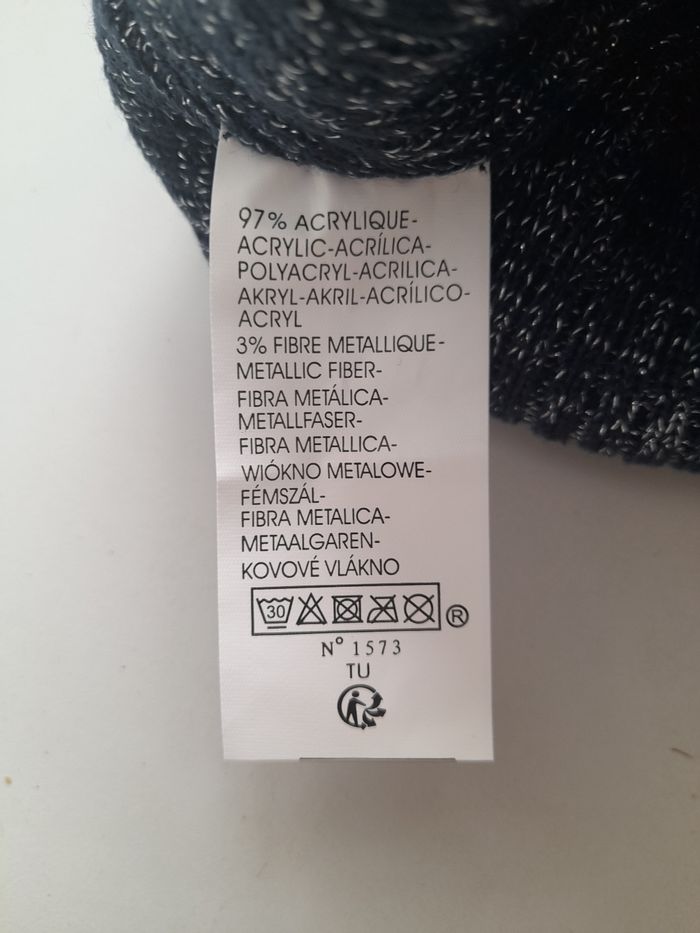 97% ACRYLIQUE-
ACRYLIC-ACRÍLICA-
POLYACRYL-ACRILICA-
AKRYL-AKRIL-ACRÍLICO-
ACRYL
3% FIBRE METALLIQUE-
METALLIC FIBER-
FIBRA METÁLICA-
METALLFASER-
FIBRA METALLICA-
WIÓKNO METALOWE-
FÉMSZÁL-
FIBRA METALICA-
METAALGAREN-
KOVOVÉ VLÁKNO
30 ®
N° 1573
TU